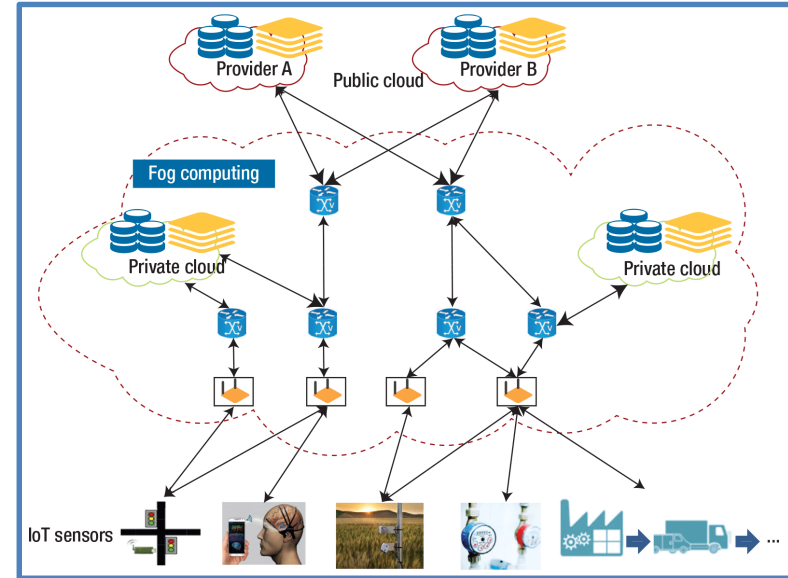 Provider A
Public cloud
Provider B
Fog computing
Private cloud
Private cloud
IoT sensors
...